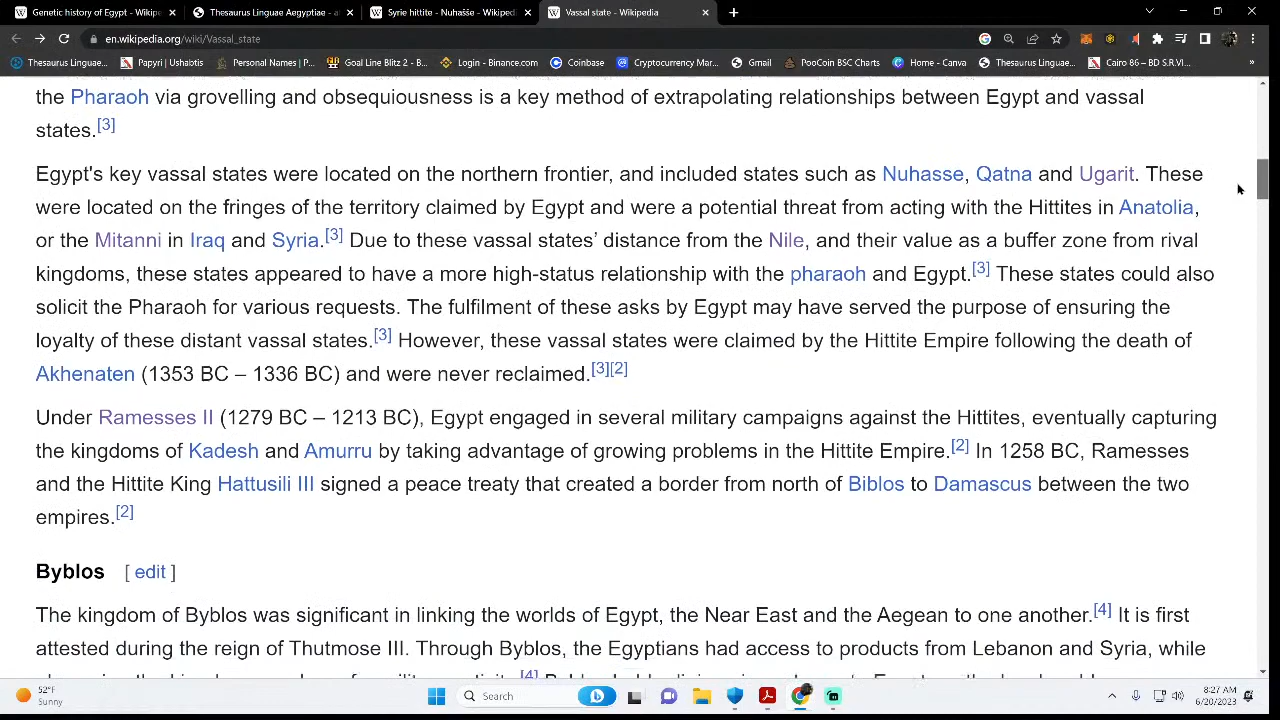 Genetic history of Egypt - Wikip
Thesaurus Linguae Aegyptiae - a
Syrie hittite - Nuhašše - Wikiped
Vassal state - Wikipedia
en.wikipedia.org/wiki/Vassal_state
Thesaurus Linguae...
Papyri | Ushabtis
Personal Names | P...
Goal Line Blitz 2 - B...
Login - Binance.com
Coinbase
Cryptocurrency Mar...
Gmail
PooCoin BSC Charts
Home - Canva
Thesaurus Linguae...
Cairo 86 – BD S.R.VI...
the Pharaoh via grovelling and obsequiousness is a key method of extrapolating relationships between Egypt and vassal
states.[3]
Egypt's key vassal states were located on the northern frontier, and included states such as Nuhasse, Qatna and Ugarit. These
were located on the fringes of the territory claimed by Egypt and were a potential threat from acting with the Hittites in Anatolia,
or the Mitanni in Iraq and Syria.[3] Due to these vassal states’ distance from the Nile, and their value as a buffer zone from rival
kingdoms, these states appeared to have a more high-status relationship with the pharaoh and Egypt.[3] These states could also
solicit the Pharaoh for various requests. The fulfilment of these asks by Egypt may have served the purpose of ensuring the
loyalty of these distant vassal states.[3] However, these vassal states were claimed by the Hittite Empire following the death of
Akhenaten (1353 BC – 1336 BC) and were never reclaimed.[3][2]
Under Ramesses II (1279 BC – 1213 BC), Egypt engaged in several military campaigns against the Hittites, eventually capturing
the kingdoms of Kadesh and Amurru by taking advantage of growing problems in the Hittite Empire.[2] In 1258 BC, Ramesses
and the Hittite King Hattusili III signed a peace treaty that created a border from north of Biblos to Damascus between the two
empires.[2]
Byblos [ edit ]
The kingdom of Byblos was significant in linking the worlds of Egypt, the Near East and the Aegean to one another.[4] It is first
attested during the reign of Thutmose III. Through Byblos, the Egyptians had access to products from Lebanon and Syria, while
[4]
52°F
Sunny
Search
8:27 AM